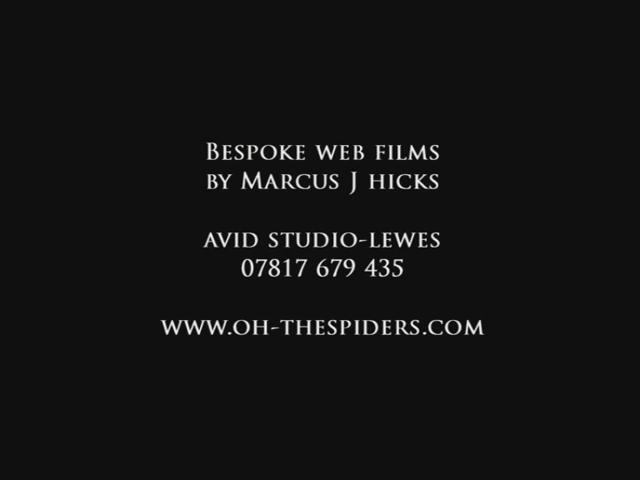 Bespoke web films
by Marcus J hicks
avid studio-lewes
07817 679 435
www.oh-thespiders.com